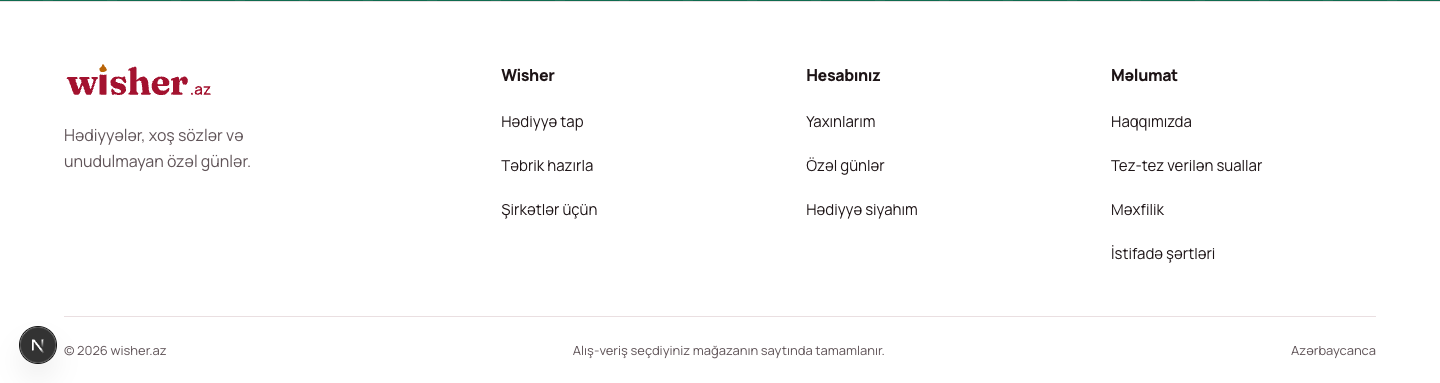 wisher.az
Hədiyyələr, xoş sözlər və
unudulmayan özəl günlər.
Wisher
Hədiyyə tap
Təbrik hazırla
Şirkətlər üçün
Hesabınız
Yaxınlarım
Özəl günlər
Hədiyyə siyahım
Məlumat
Haqqımızda
Tez-tez verilən suallar
Məxfilik
İstifadə şərtləri
N
© 2026 wisher.az
Alış-veriş seçdiyiniz mağazanın saytında tamamlanır.
Azərbaycanca